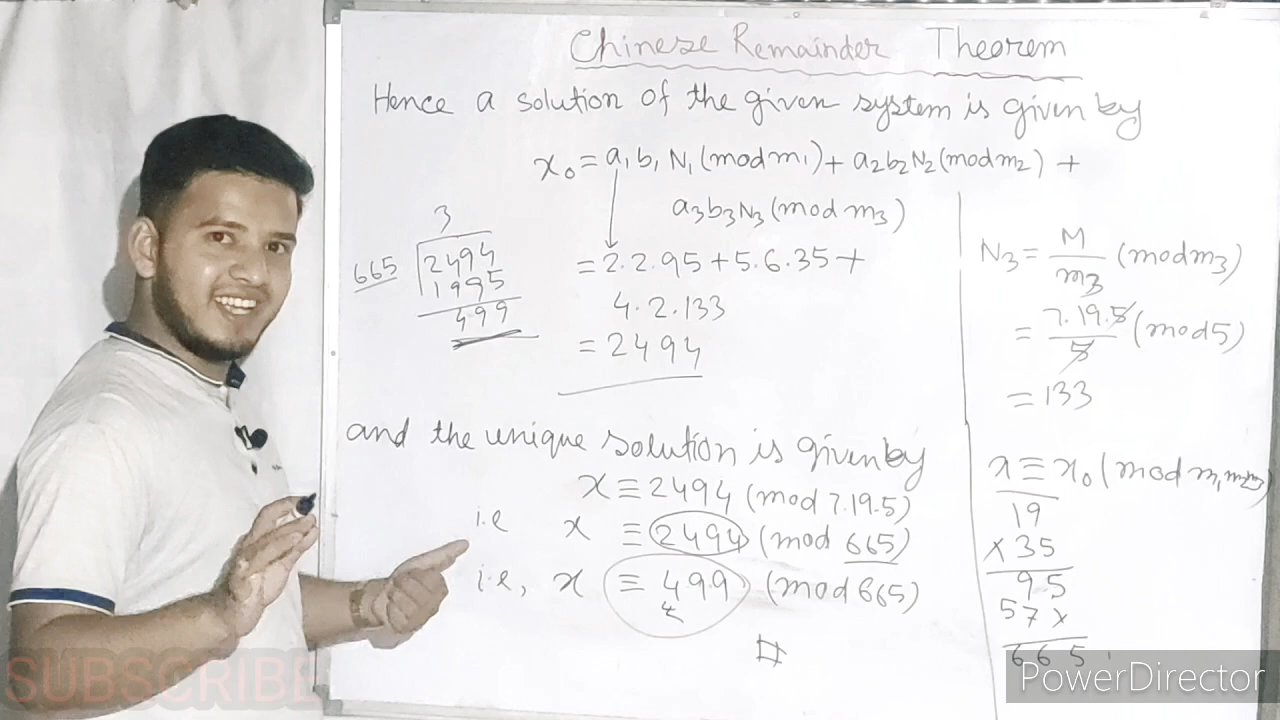 Chinese Remainder Theorem
Hence a solution of the given system is given by
x₀ = a₁b₁N₁(mod m₁) + a₂b₂N₂(mod m₂) +
a₃b₃N₃(mod m₃)
= 2.2.95 + 5.6.35 +
4.2.133
= 2494
3
665 2494
1995
499
and the unique solution is given by
x ≡ 2494 (mod 7.19.5)
i.e x ≡ 2494 (mod 665)
i.e, x ≡ 499 (mod 665)
#
N₃ = M/m₃ (mod m₃)
= 7.19.5/5 (mod 5)
= 133
x ≡ x₀ (mod m₁m₂m₃)
19
×35
95
57×
665
SUBSCRIBE
PowerDirector